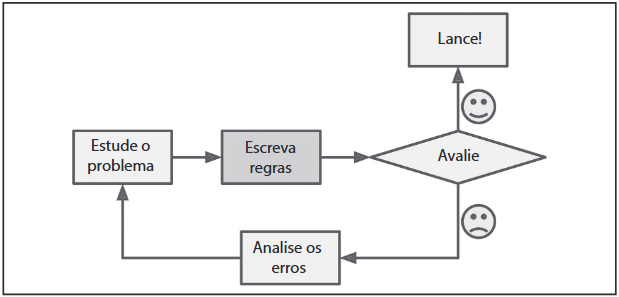 Lance!
Estude o
problema
Escreva
regras
Avalie
Analise os
erros